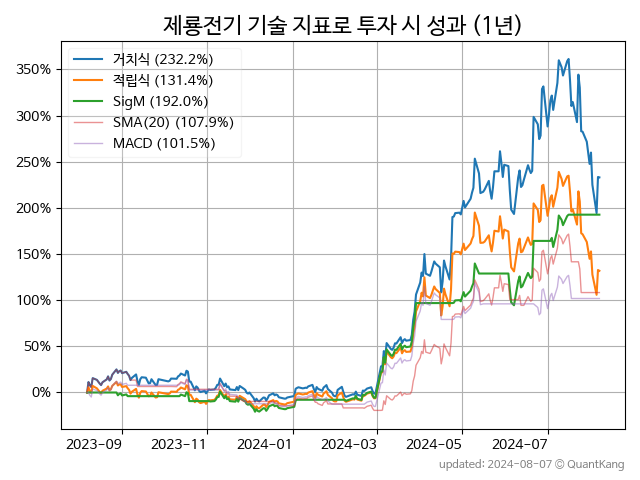 제룡전기 기술 지표로 투자 시 성과 (1년)
거치식 (232.2%)
적립식 (131.4%)
SigM (192.0%)
SMA(20) (107.9%)
MACD (101.5%)
350%
300%
250%
200%
150%
100%
50%
0%
2023-09
2023-11
2024-01
2024-03
2024-05
2024-07
updated: 2024-08-07 © QuantKang